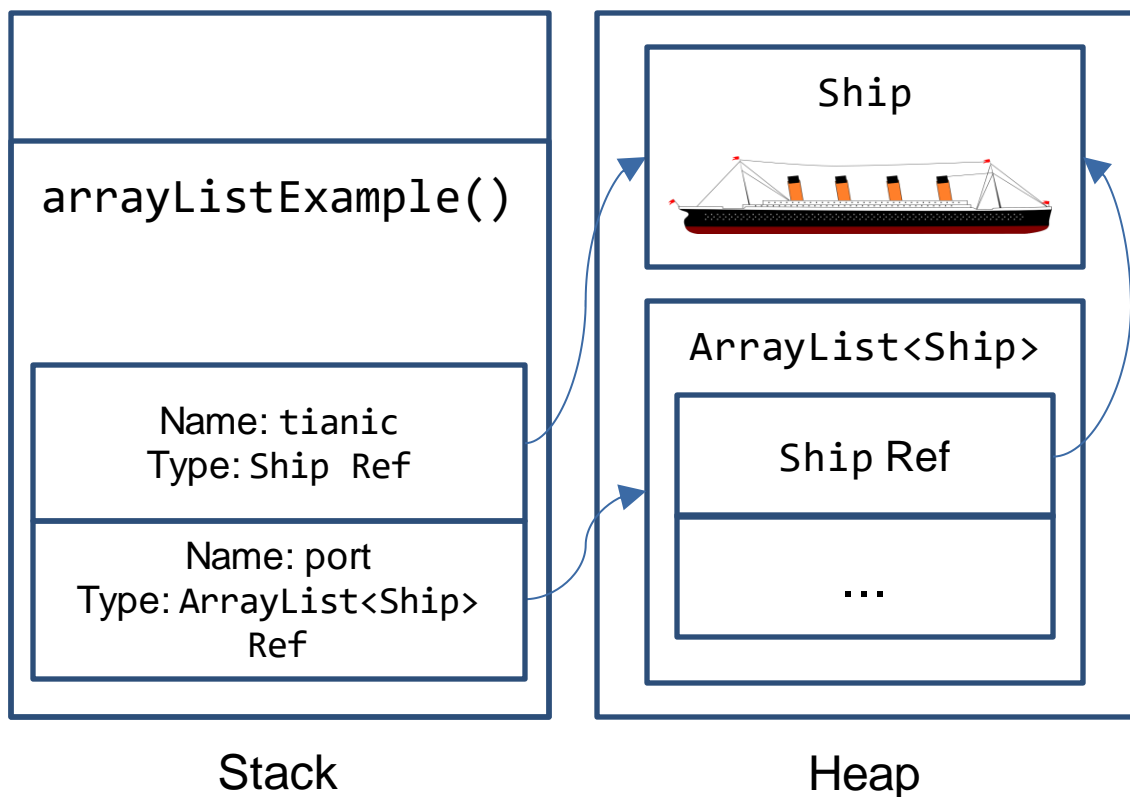 arrayListExample()
Name: tianic
Type: Ship Ref
Name: port
Type: ArrayList<Ship>
Ref
Stack
Ship
ArrayList<Ship>
Ship Ref
...
Heap